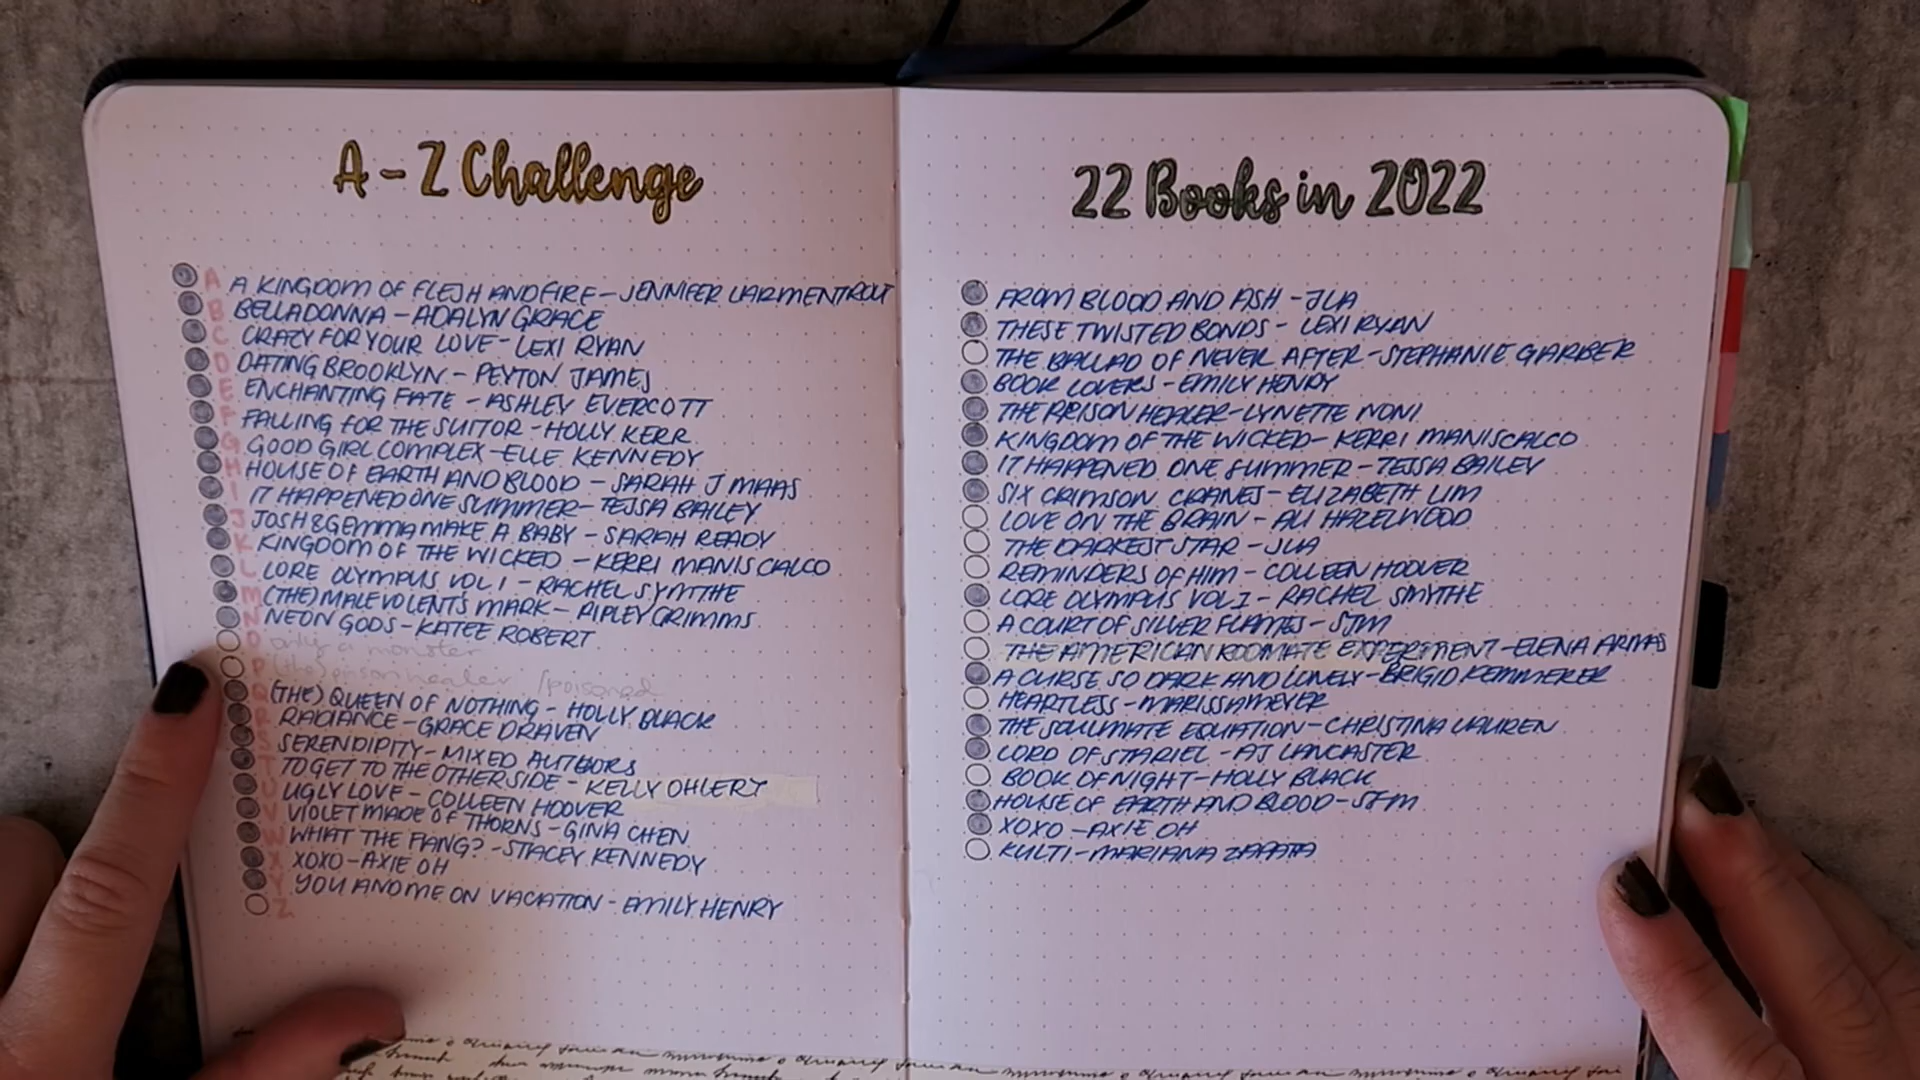 A-Z Challenge
A A KINGDOM OF FLESH AND FIRE - JENNIFER L ARMENTROUT
B BELLADONNA - ADALYN GRACE
C CRAZY FOR YOUR LOVE - LEXI RYAN
D DATING BROOKLYN - PEYTON JAMES
E ENCHANTING FATE - ASHLEY EVERCOTT
F FALLING FOR THE SUITOR - HOLLY KERR
G GOOD GIRL COMPLEX - ELLE KENNEDY
H HOUSE OF EARTH AND BLOOD - SARAH J MAAS
I IT HAPPENED ONE SUMMER - TESSA BAILEY
J JOSH & GEMMA MAKE A BABY - SARAH READY
K KINGDOM OF THE WICKED - KERRI MANISCALCO
L LORE OLYMPUS VOL 1 - RACHEL SYMTHE
M (THE) MALEVOLENTS MARK - RIPLEY GRIMMS
N NEON GODS - KATEE ROBERT
O only a monster
P (the) prison healer / poisoned
Q (THE) QUEEN OF NOTHING - HOLLY BLACK
R RADIANCE - GRACE DRAVEN
S SERENDIPITY - MIXED AUTHORS
T TO GET TO THE OTHER SIDE - KELLY OHLERT
U UGLY LOVE - COLLEEN HOOVER
V VIOLET MADE OF THORNS - GINA CHEN
W WHAT THE FANG? - STACEY KENNEDY
X XOXO - AXIE OH
Y YOU AND ME ON VACATION - EMILY HENRY
Z
22 Books in 2022
FROM BLOOD AND ASH - JLA
THESE TWISTED BONDS - LEXI RYAN
THE BALLAD OF NEVER AFTER - STEPHANIE GARBER
BOOK LOVERS - EMILY HENRY
THE PRISON HEALER - LYNETTE NONI
KINGDOM OF THE WICKED - KERRI MANISCALCO
IT HAPPENED ONE SUMMER - TESSA BAILEY
SIX CRIMSON CRANES - ELIZABETH LIM
LOVE ON THE BRAIN - ALI HAZELWOOD
THE DARKEST STAR - JLA
REMINDERS OF HIM - COLLEEN HOOVER
LORE OLYMPUS VOL 1 - RACHEL SMYTHE
A COURT OF SILVER FLAMES - SJM
THE AMERICAN ROOMATE EXPERIMENT - ELENA ARMAS
A CURSE SO DARK AND LONELY - BRIGID KEMMERER
HEARTLESS - MARISSA MEYER
THE SOULMATE EQUATION - CHRISTINA LAUREN
LORD OF STARIEL - AJ LANCASTER
BOOK OF NIGHT - HOLLY BLACK
HOUSE OF EARTH AND BLOOD - SJM
XOXO - AXIE OH
KULTI - MARIANA ZAPATA